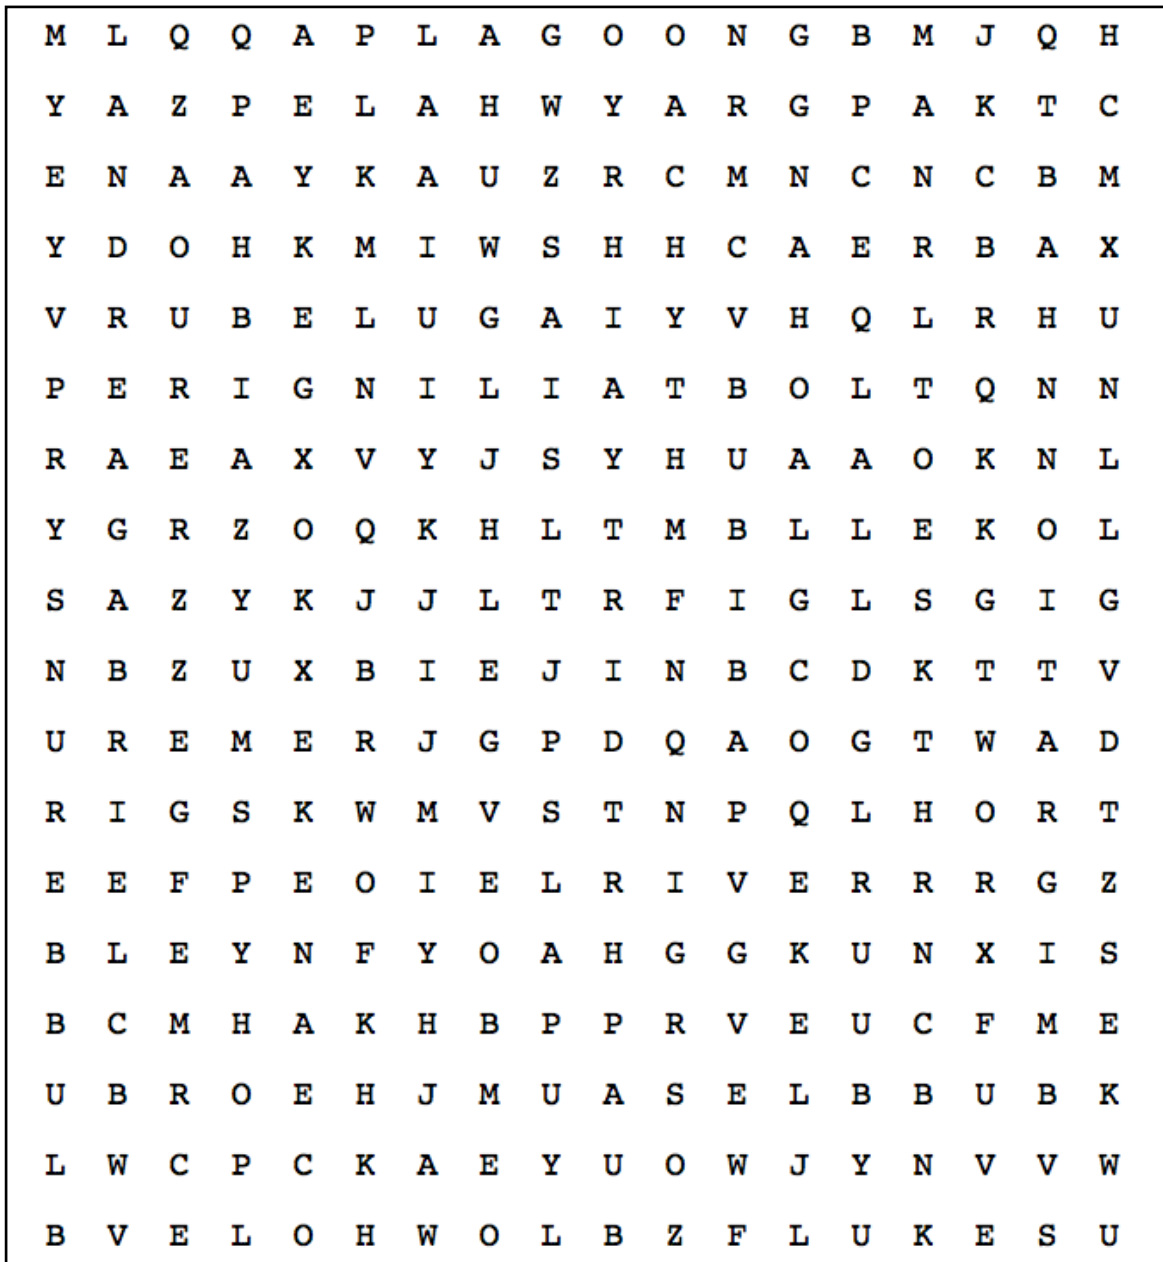 M L Q Q A P L A G O O N G B M J Q H
Y A Z P E L A H W Y A R G P A K T C
E N A A Y K A U Z R C M N C N C B M
Y D O H K M I W S H H C A E R B A X
V R U B E L U G A I Y V H Q L R H U
P E R I G N I L I A T B O L T Q N N
R A E A X V Y J S Y H U A A O K N L
Y G R Z O Q K H L T M B L L E K O L
S A Z Y K J J L T R F I G L S G I G
N B Z U X B I E J I N B C D K T T V
U R E M E R J G P D Q A O G T W A D
R I G S K W M V S T N P Q L H O R T
E E F P E O I E L R I V E R R R G Z
B L E Y N F Y O A H G G K U N X I S
B C M H A K H B P P R V E U C F M E
U B R O E H J M U A S E L B B U B K
L W C P C K A E Y U O W J Y N V V W
B V E L O H W O L B Z F L U K E S U